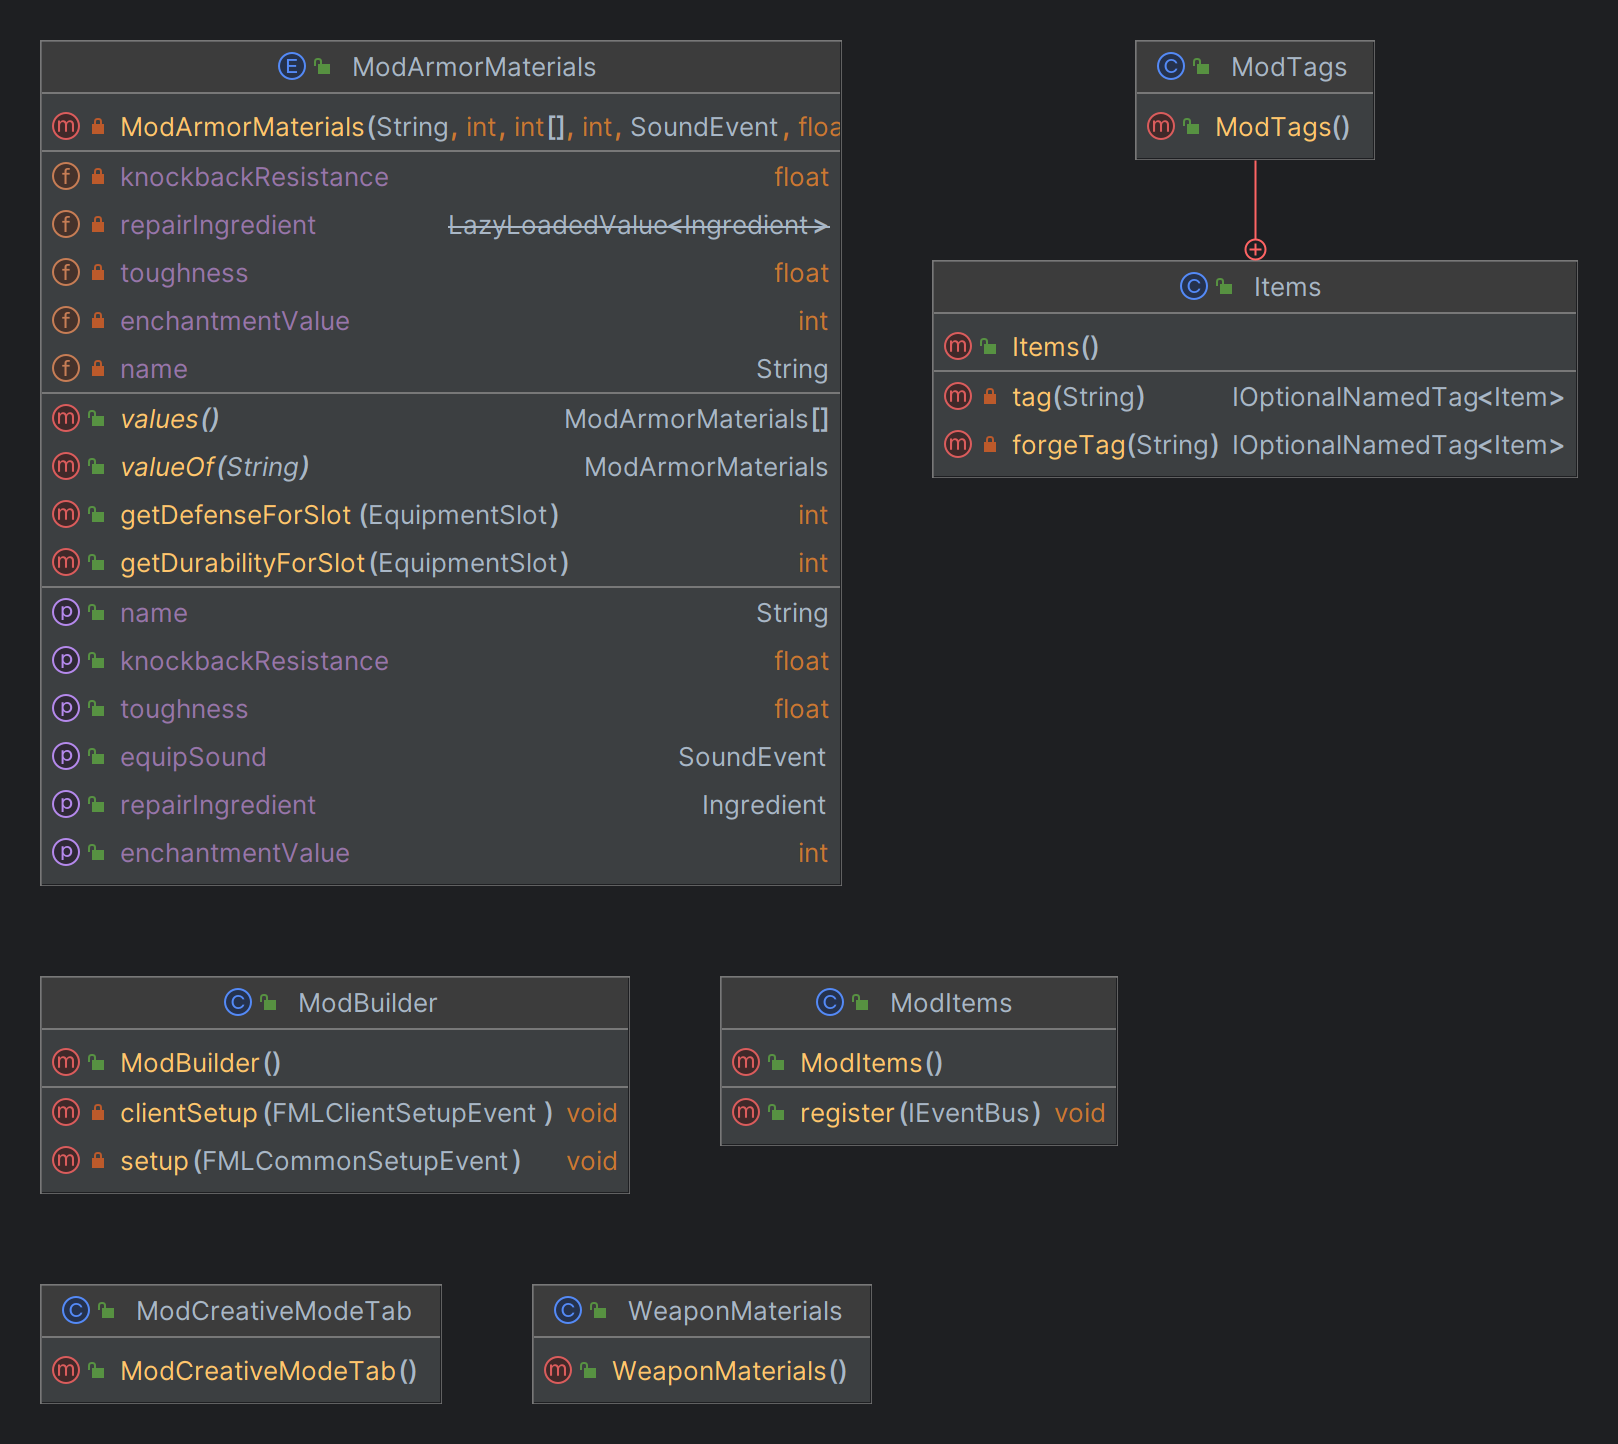 ModArmorMaterials
ModArmorMaterials(String, int, int[], int, SoundEvent, floa
knockbackResistance float
repairIngredient LazyLoadedValue<Ingredient>
toughness float
enchantmentValue int
name String
values() ModArmorMaterials[]
valueOf(String) ModArmorMaterials
getDefenseForSlot(EquipmentSlot) int
getDurabilityForSlot(EquipmentSlot) int
name String
knockbackResistance float
toughness float
equipSound SoundEvent
repairIngredient Ingredient
enchantmentValue int
ModTags
ModTags()
Items
Items()
tag(String) IOptionalNamedTag<Item>
forgeTag(String) IOptionalNamedTag<Item>
ModBuilder
ModBuilder()
clientSetup(FMLClientSetupEvent) void
setup(FMLCommonSetupEvent) void
ModItems
ModItems()
register(IEventBus) void
ModCreativeModeTab
ModCreativeModeTab()
WeaponMaterials
WeaponMaterials()